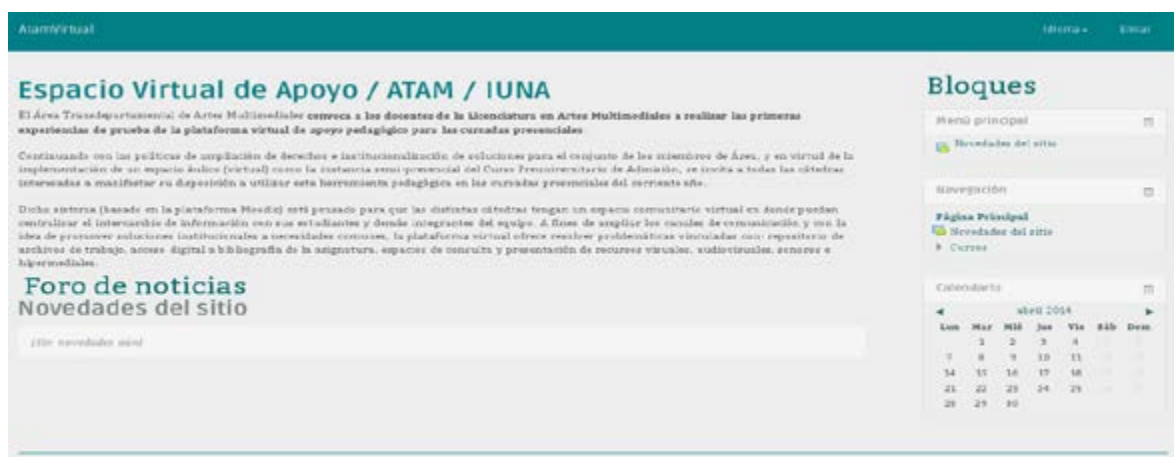 AtamVirtual
Idioma Entrar
Espacio Virtual de Apoyo / ATAM / IUNA
El Área Transdepartamental de Artes Multimediales convoca a los docentes de la Licenciatura en Artes Multimediales a realizar las primeras
experiencias de prueba de la plataforma virtual de apoyo pedagógico para las cursadas presenciales.
Continuando con las políticas de ampliación de derechos e institucionalización de soluciones para el conjunto de los miembros de Área, y en virtud de la
implementación de un espacio áulico (virtual) como la instancia semi-presencial del Curso Preuniversitario de Admisión, se invita a todas las cátedras
interesadas a manifestar su disposición a utilizar esta herramienta pedagógica en las cursadas presenciales del corriente año.
Dicho sistema (basado en la plataforma Moodle) está pensado para que las distintas cátedras tengan un espacio comunitario virtual en donde puedan
centralizar el intercambio de información con sus estudiantes y demás integrantes del equipo. A fines de ampliar los canales de comunicación y con la
idea de promover soluciones institucionales a necesidades comunes, la plataforma virtual ofrece resolver problemáticas vinculadas con: repositorio de
archivos de trabajo, acceso digital a bibliografía de la asignatura, espacios de consulta y presentación de recursos visuales, audiovisuales, sonoros e
hipermediales.
Foro de noticias
Novedades del sitio
(Sin novedades aún)
Bloques
Menú principal
Novedades del sitio
Navegación
Página Principal
Novedades del sitio
Cursos
Calendario
abril 2014
Lun Mar Mié Jue Vie Sáb Dom
1 2 3 4
7 8 9 10 11
14 15 16 17 18
21 22 23 24 25
28 29 30